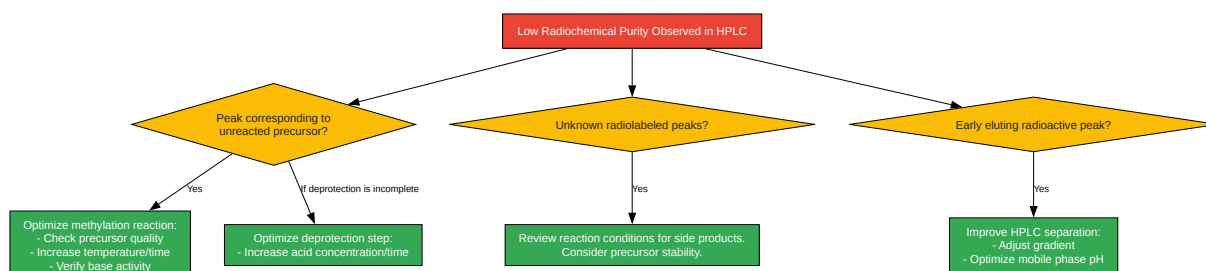 Low Radiochemical Purity Observed in HPLC
Peak corresponding to
unreacted precursor?
Unknown radiolabeled peaks?
Early eluting radioactive peak?
Yes
If deprotection is incomplete
Yes
Yes
Optimize methylation reaction:
- Check precursor quality
- Increase temperature/time
- Verify base activity
Optimize deprotection step:
- Increase acid concentration/time
Review reaction conditions for side products.
Consider precursor stability.
Improve HPLC separation:
- Adjust gradient
- Optimize mobile phase pH